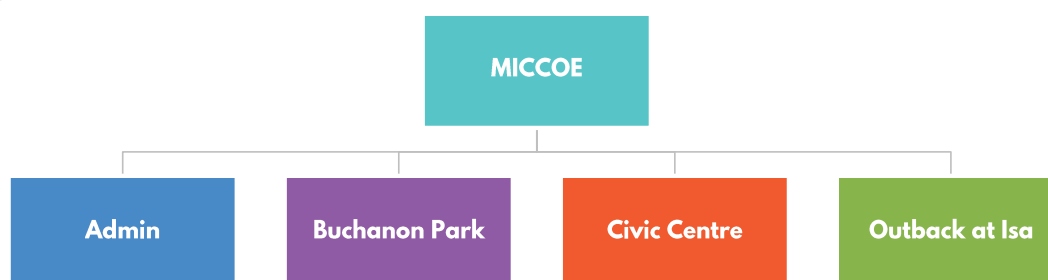 MICCOE
Admin
Buchanon Park
Civic Centre
Outback at Isa